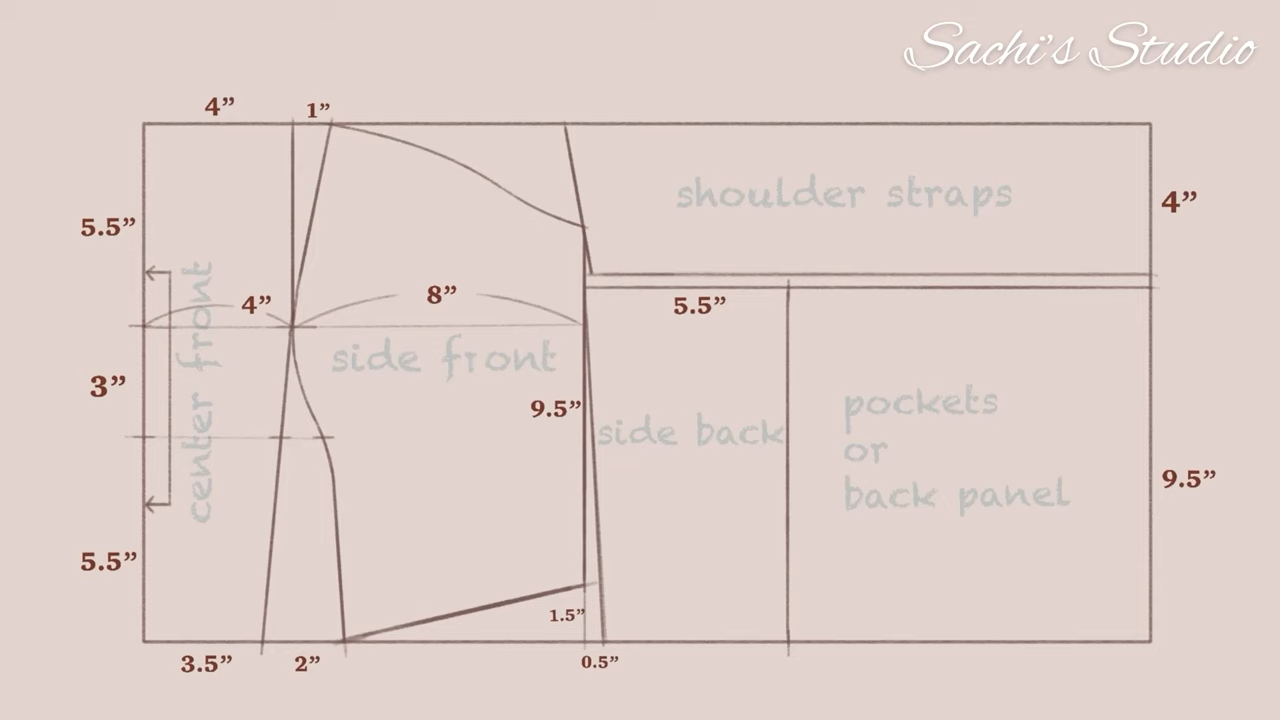 Sachi's Studio
4”
1”
5.5”
shoulder straps
4”
center front
4”
8”
5.5”
side front
3”
9.5”
side back
pockets
or
back panel
9.5”
5.5”
1.5”
3.5”
2”
0.5”